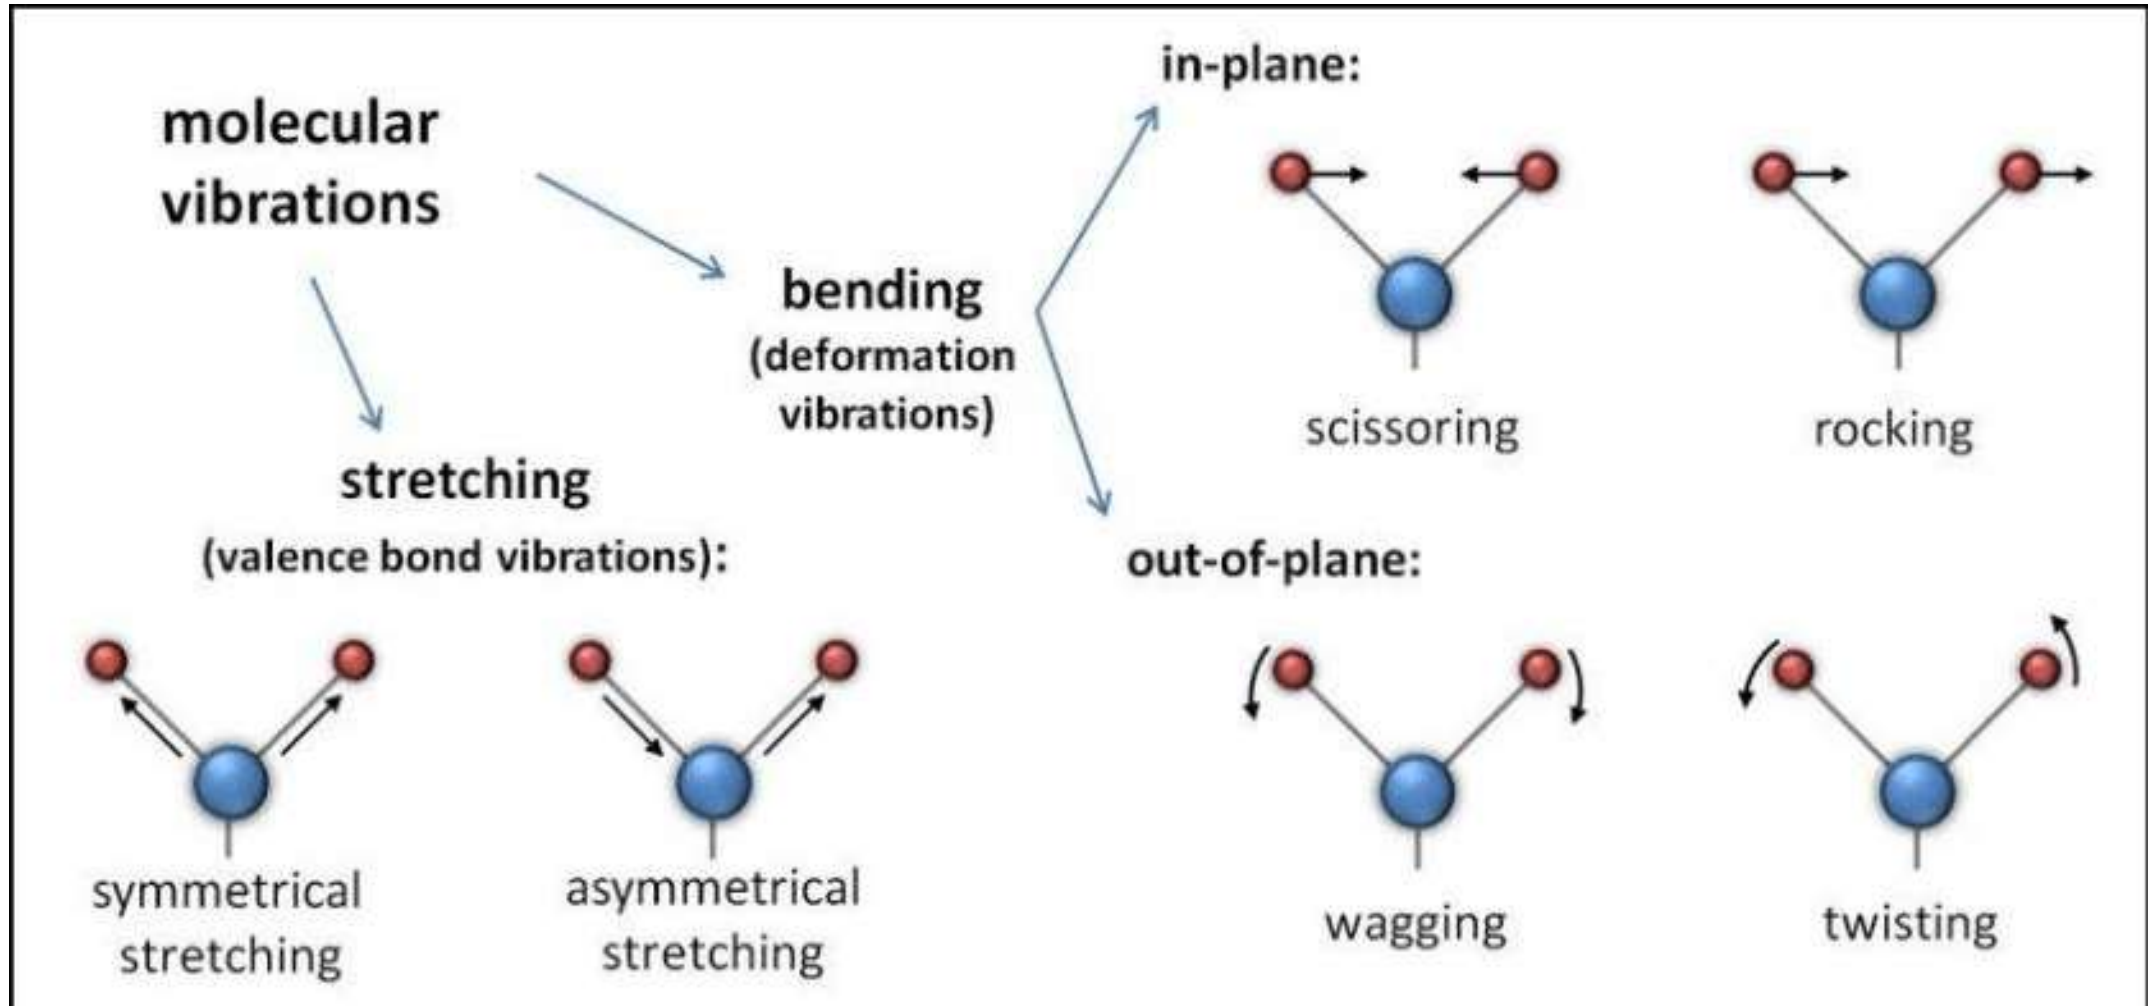 molecular
vibrations
stretching
(valence bond vibrations):
symmetrical
stretching
asymmetrical
stretching
bending
(deformation
vibrations)
in-plane:
scissoring
rocking
out-of-plane:
wagging
twisting